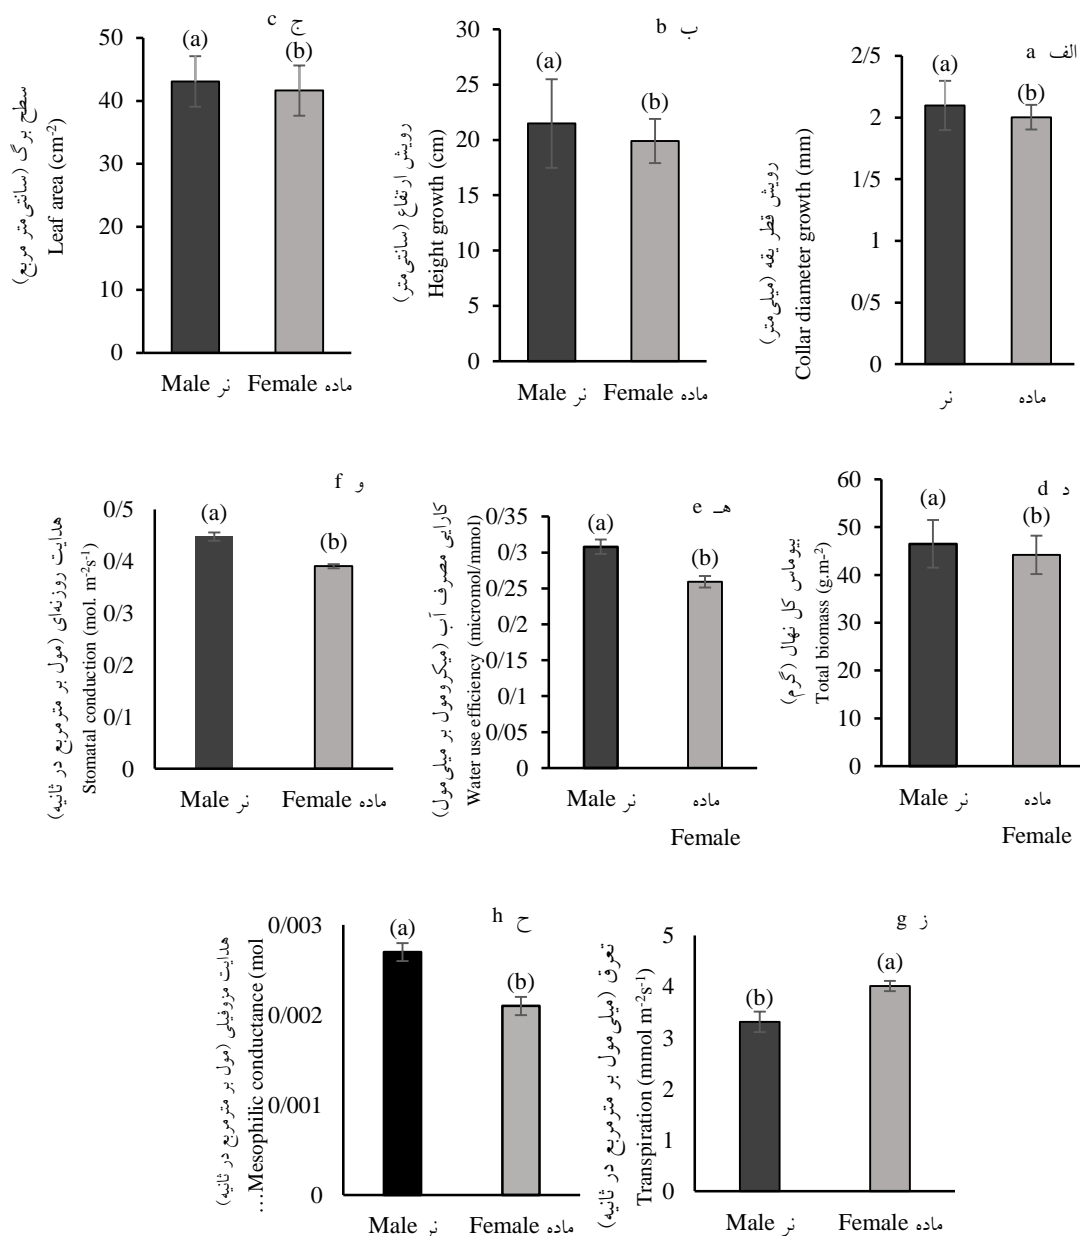 ج c
سطح برگ (سانتی‌متر مربع)
Leaf area (cm-2)
50
40
30
20
10
0
(a)
(b)
Male نر
Female ماده
ب b
رویش ارتفاع (سانتی‌متر)
Height growth (cm)
30
25
20
15
10
5
0
(a)
(b)
Male نر
Female ماده
الف a
رویش قطر یقه (میلی‌متر)
Collar diameter growth (mm)
2/5
2
1/5
1
0/5
0
(a)
(b)
نر
ماده
و f
هدایت روزنه‌ای (مول بر مترمربع در ثانیه)
Stomatal conduction (mol. m-2s-1)
0/5
0/4
0/3
0/2
0/1
0
(a)
(b)
Male نر
Female ماده
هـ e
کارایی مصرف آب (میکرومول بر میلی‌مول)
Water use efficiency (micromol/mmol)
0/35
0/3
0/25
0/2
0/15
0/1
0/05
0
(a)
(b)
Male نر
ماده
Female
د d
بیوماس کل نهال (گرم)
Total biomass (g.m-2)
60
50
40
30
20
10
0
(a)
(b)
Male نر
ماده
Female
ح h
هدایت مزوفیلی (مول بر مترمربع در ثانیه)
…Mesophilic conductance (mol
0/003
0/002
0/001
0
(a)
(b)
Male نر
Female ماده
ز g
تعرق (میلی‌مول بر مترمربع در ثانیه)
Transpiration (mmol m-2s-1)
5
4
3
2
1
0
(b)
(a)
Male نر
Female ماده